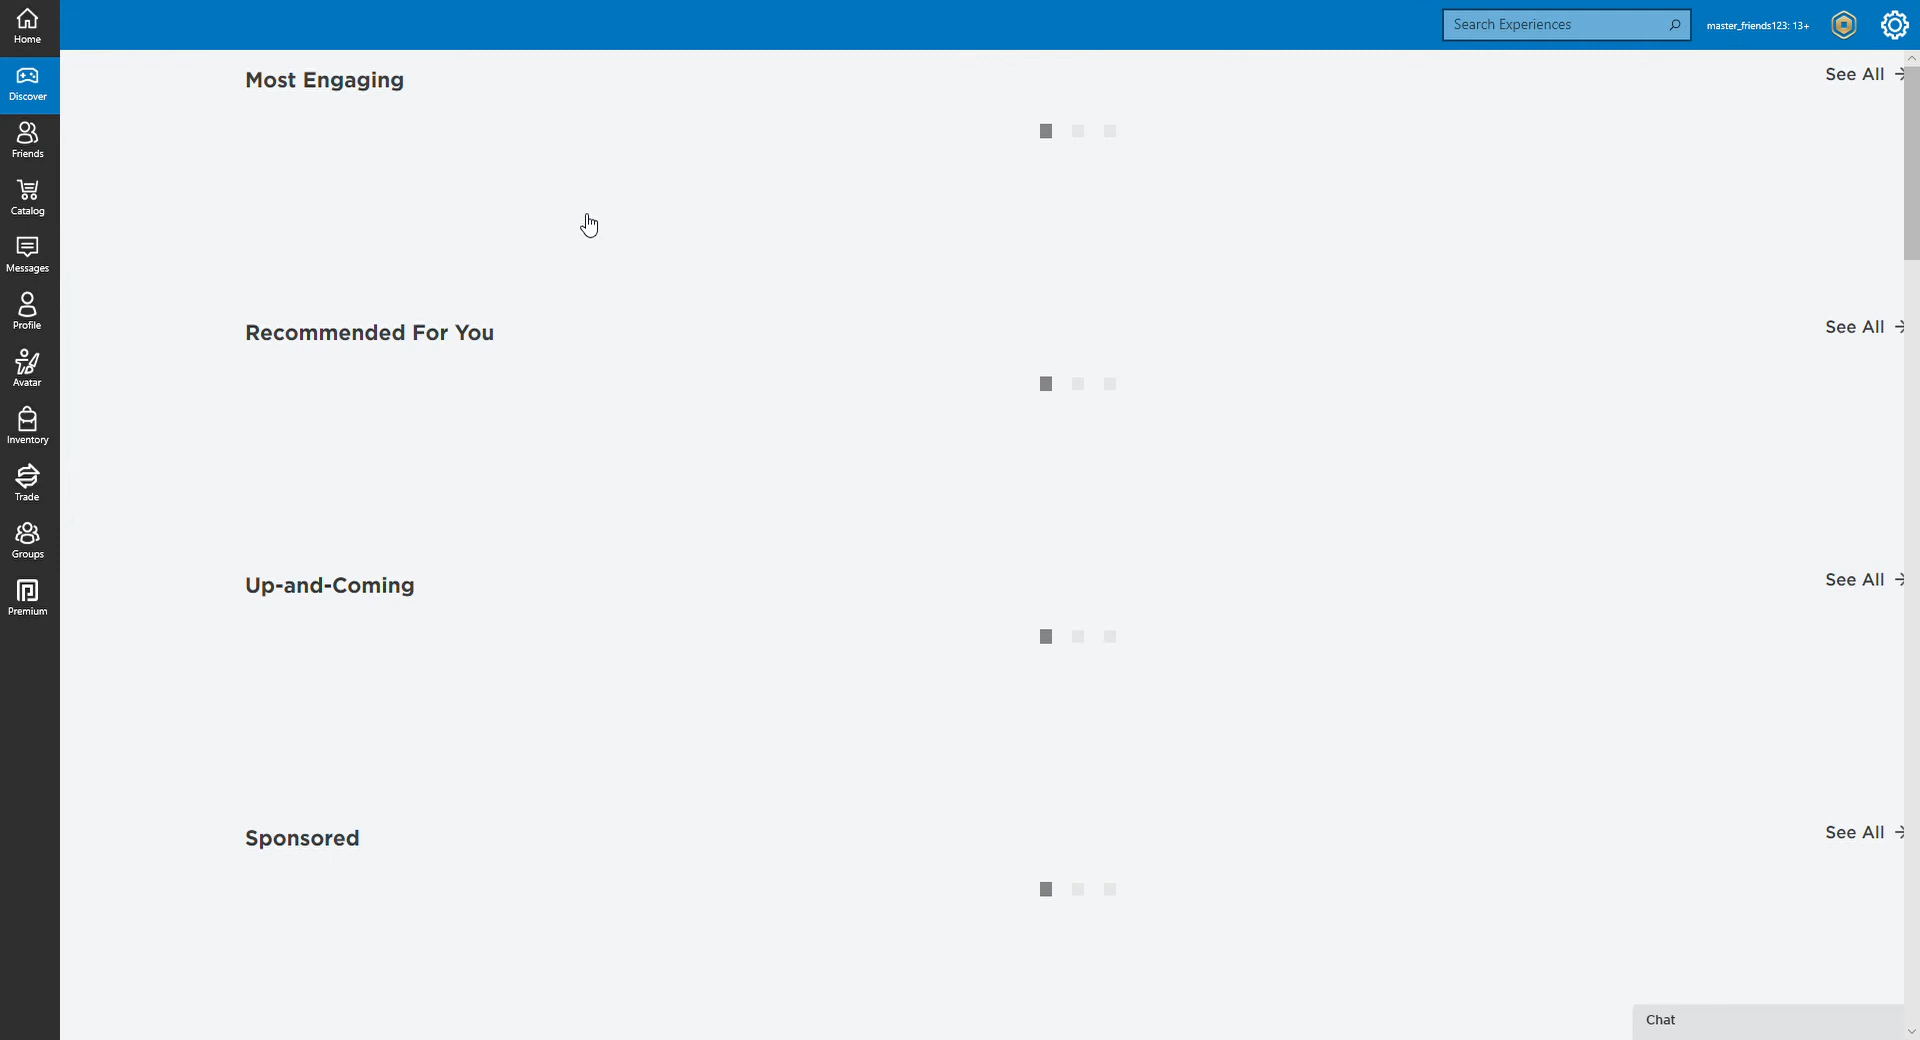 Home
Discover
Friends
Catalog
Messages
Profile
Avatar
Inventory
Trade
Groups
Premium
Search Experiences
master_friends123: 13+
Most Engaging
See All
Recommended For You
See All
Up-and-Coming
See All
Sponsored
See All
Chat